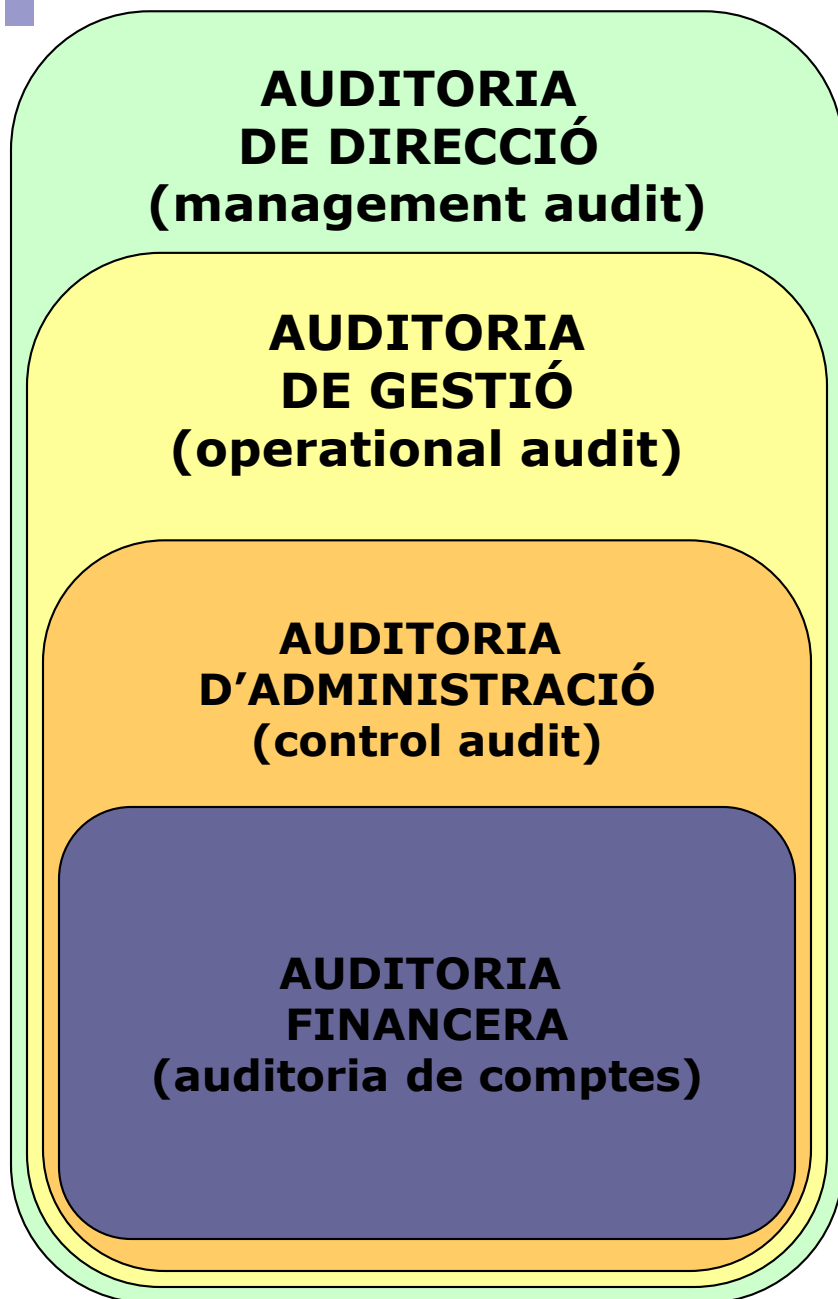 AUDITORIA
DE DIRECCIÓ
(management audit)
AUDITORIA
DE GESTIÓ
(operational audit)
AUDITORIA
D’ADMINISTRACIÓ
(control audit)
AUDITORIA
FINANCERA
(auditoria de comptes)